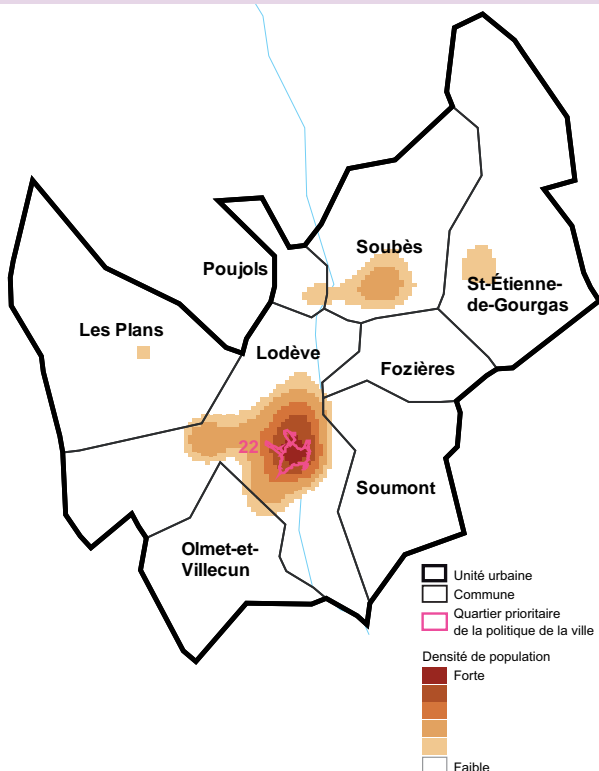 Soubès
Poujols
St-Étienne-
de-Gourgas
Les Plans
Lodève
Fozières
22
Soumont
Olmet-et-
Villecun
Unité urbaine
Commune
Quartier prioritaire
de la politique de la ville
Densité de population
Forte
Faible